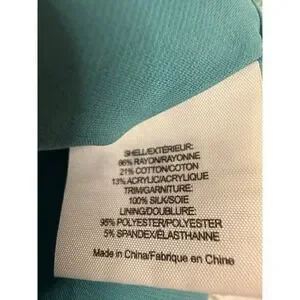 SHELL/EXTÉRIEUR:
66% RAYON/RAYONNE
21% COTTON/COTON
13% ACRYLIC/ACRYLIQUE
TRIM/GARNITURE:
100% SILK/SOIE
LINING/DOUBLURE:
95% POLYESTER/POLYESTER
5% SPANDEX/ÉLASTHANNE
Made in China/Fabrique en Chine